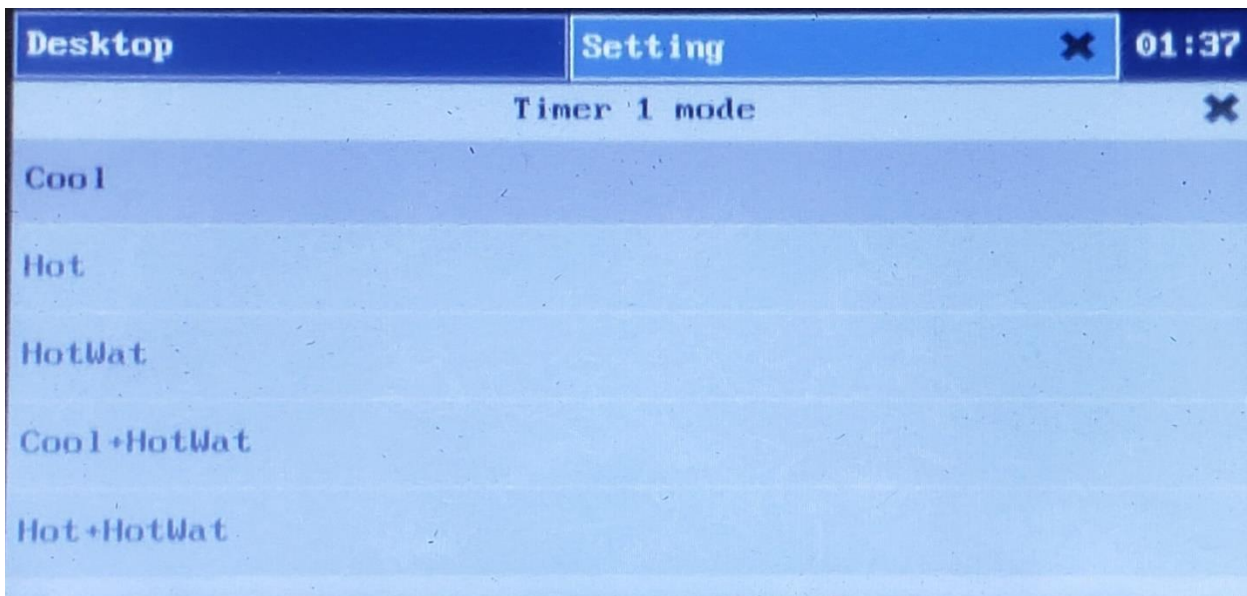 Desktop
Setting
01:37
Timer 1 mode
Cool
Hot
HotWat
Cool+HotWat
Hot+HotWat